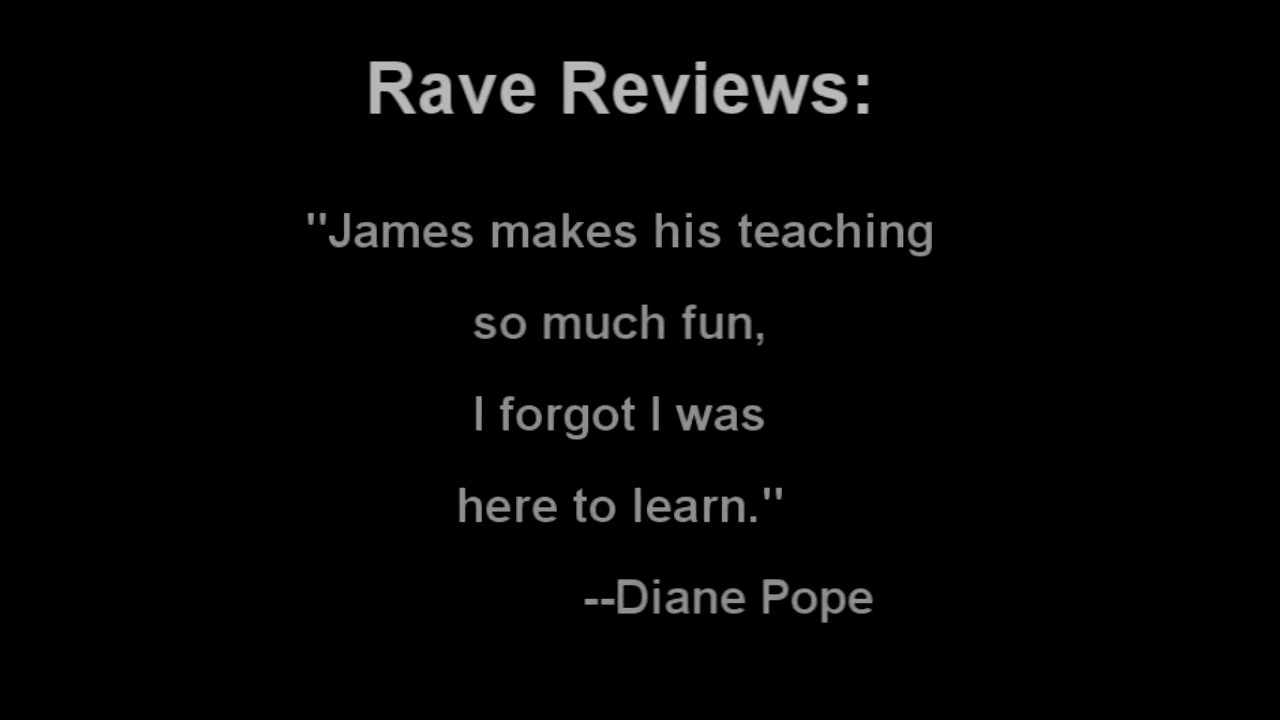 Rave Reviews:
"James makes his teaching
so much fun,
I forgot I was
here to learn."
--Diane Pope